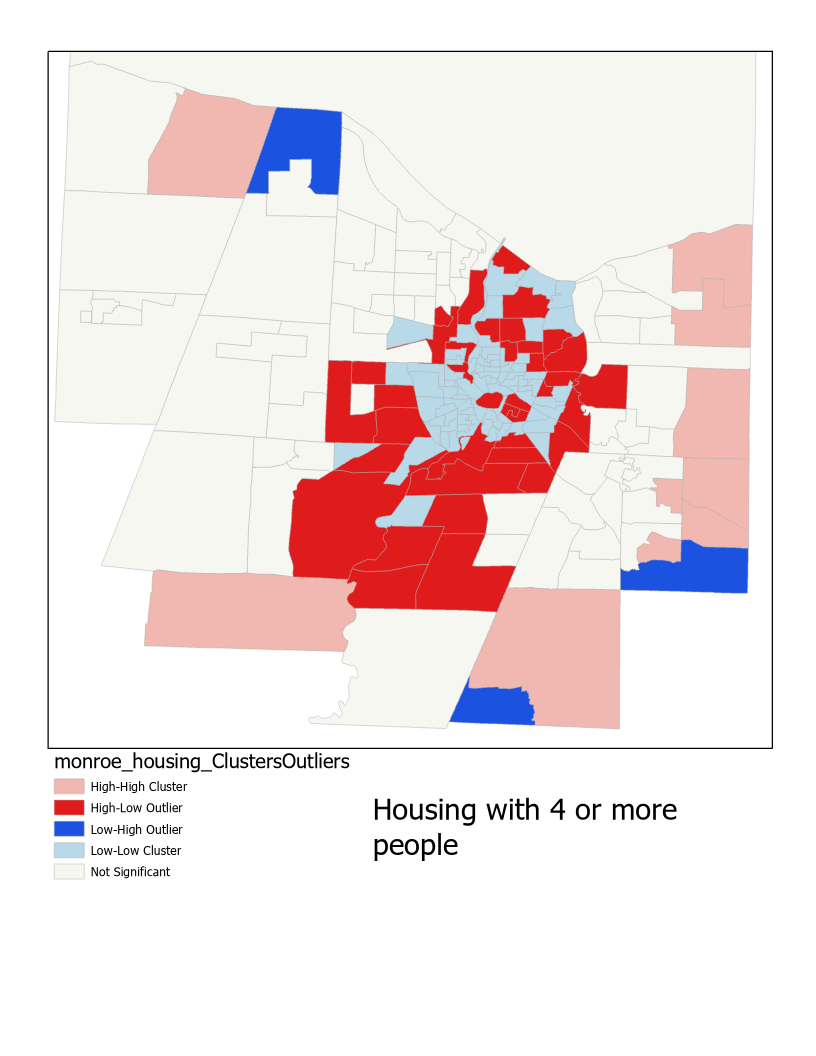 monroe_housing_ClustersOutliers
High-High Cluster
High-Low Outlier
Low-High Outlier
Low-Low Cluster
Not Significant
Housing with 4 or more
people